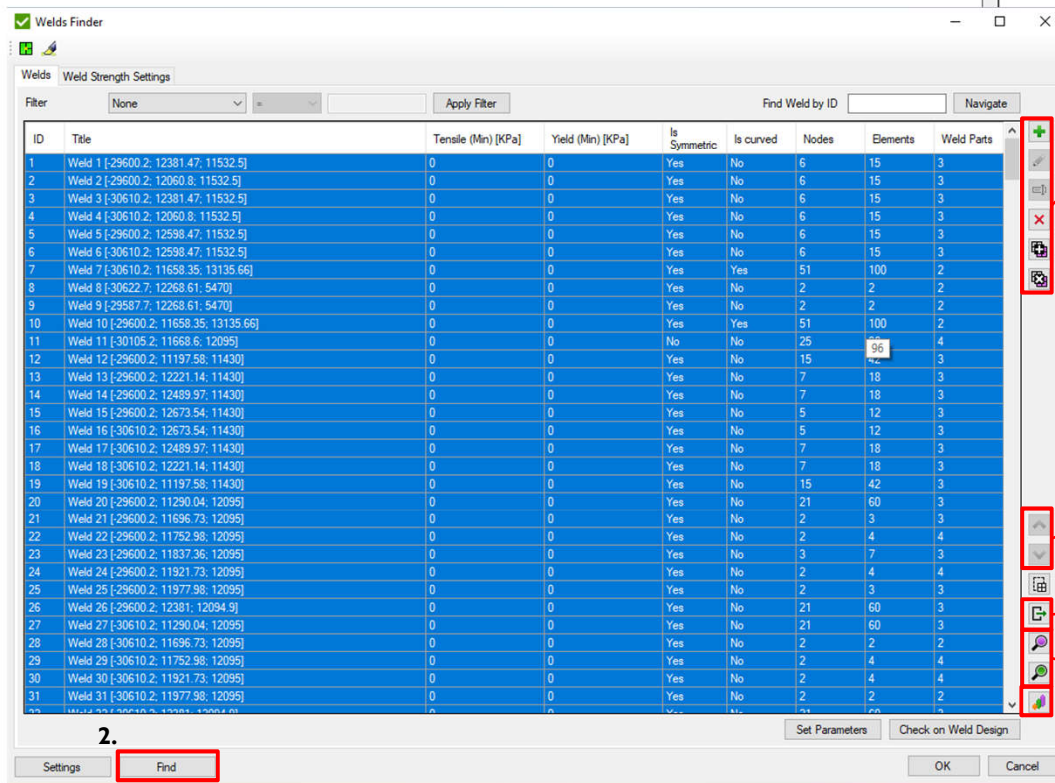 Welds Finder
Welds Weld Strength Settings
Filter None = Apply Filter Find Weld by ID Navigate
ID Title Tensile (Min) [KPa] Yield (Min) [KPa] Is Symmetric Is curved Nodes Elements Weld Parts
1 Weld 1 [-29600.2; 12381.47; 11532.5] 0 0 Yes No 6 15 3
2 Weld 2 [-29600.2; 12060.8; 11532.5] 0 0 Yes No 6 15 3
3 Weld 3 [-30610.2; 12381.47; 11532.5] 0 0 Yes No 6 15 3
4 Weld 4 [-30610.2; 12060.8; 11532.5] 0 0 Yes No 6 15 3
5 Weld 5 [-29600.2; 12598.47; 11532.5] 0 0 Yes No 6 15 3
6 Weld 6 [-30610.2; 12598.47; 11532.5] 0 0 Yes No 6 15 3
7 Weld 7 [-30610.2; 11658.35; 13135.66] 0 0 Yes Yes 51 100 2
8 Weld 8 [-30622.7; 12268.61; 5470] 0 0 Yes No 2 2 2
9 Weld 9 [-29587.7; 12268.61; 5470] 0 0 Yes No 2 2 2
10 Weld 10 [-29600.2; 11658.35; 13135.66] 0 0 Yes Yes 51 100 2
11 Weld 11 [-30105.2; 11668.6; 12095] 0 0 No No 25 4
96
12 Weld 12 [-29600.2; 11197.58; 11430] 0 0 Yes No 15 42 3
13 Weld 13 [-29600.2; 12221.14; 11430] 0 0 Yes No 7 18 3
14 Weld 14 [-29600.2; 12489.97; 11430] 0 0 Yes No 7 18 3
15 Weld 15 [-29600.2; 12673.54; 11430] 0 0 Yes No 5 12 3
16 Weld 16 [-30610.2; 12673.54; 11430] 0 0 Yes No 5 12 3
17 Weld 17 [-30610.2; 12489.97; 11430] 0 0 Yes No 7 18 3
18 Weld 18 [-30610.2; 12221.14; 11430] 0 0 Yes No 7 18 3
19 Weld 19 [-30610.2; 11197.58; 11430] 0 0 Yes No 15 42 3
20 Weld 20 [-29600.2; 11290.04; 12095] 0 0 Yes No 21 60 3
21 Weld 21 [-29600.2; 11696.73; 12095] 0 0 Yes No 2 3 3
22 Weld 22 [-29600.2; 11752.98; 12095] 0 0 Yes No 2 4 4
23 Weld 23 [-29600.2; 11837.36; 12095] 0 0 Yes No 3 7 3
24 Weld 24 [-29600.2; 11921.73; 12095] 0 0 Yes No 2 4 4
25 Weld 25 [-29600.2; 11977.98; 12095] 0 0 Yes No 2 3 3
26 Weld 26 [-29600.2; 12381; 12094.9] 0 0 Yes No 21 60 3
27 Weld 27 [-30610.2; 11290.04; 12095] 0 0 Yes No 21 60 3
28 Weld 28 [-30610.2; 11696.73; 12095] 0 0 Yes No 2 2 2
29 Weld 29 [-30610.2; 11752.98; 12095] 0 0 Yes No 2 4 4
30 Weld 30 [-30610.2; 11921.73; 12095] 0 0 Yes No 2 4 4
31 Weld 31 [-30610.2; 11977.98; 12095] 0 0 Yes No 2 2 2
Set Parameters Check on Weld Design
2.
Settings Find OK Cancel